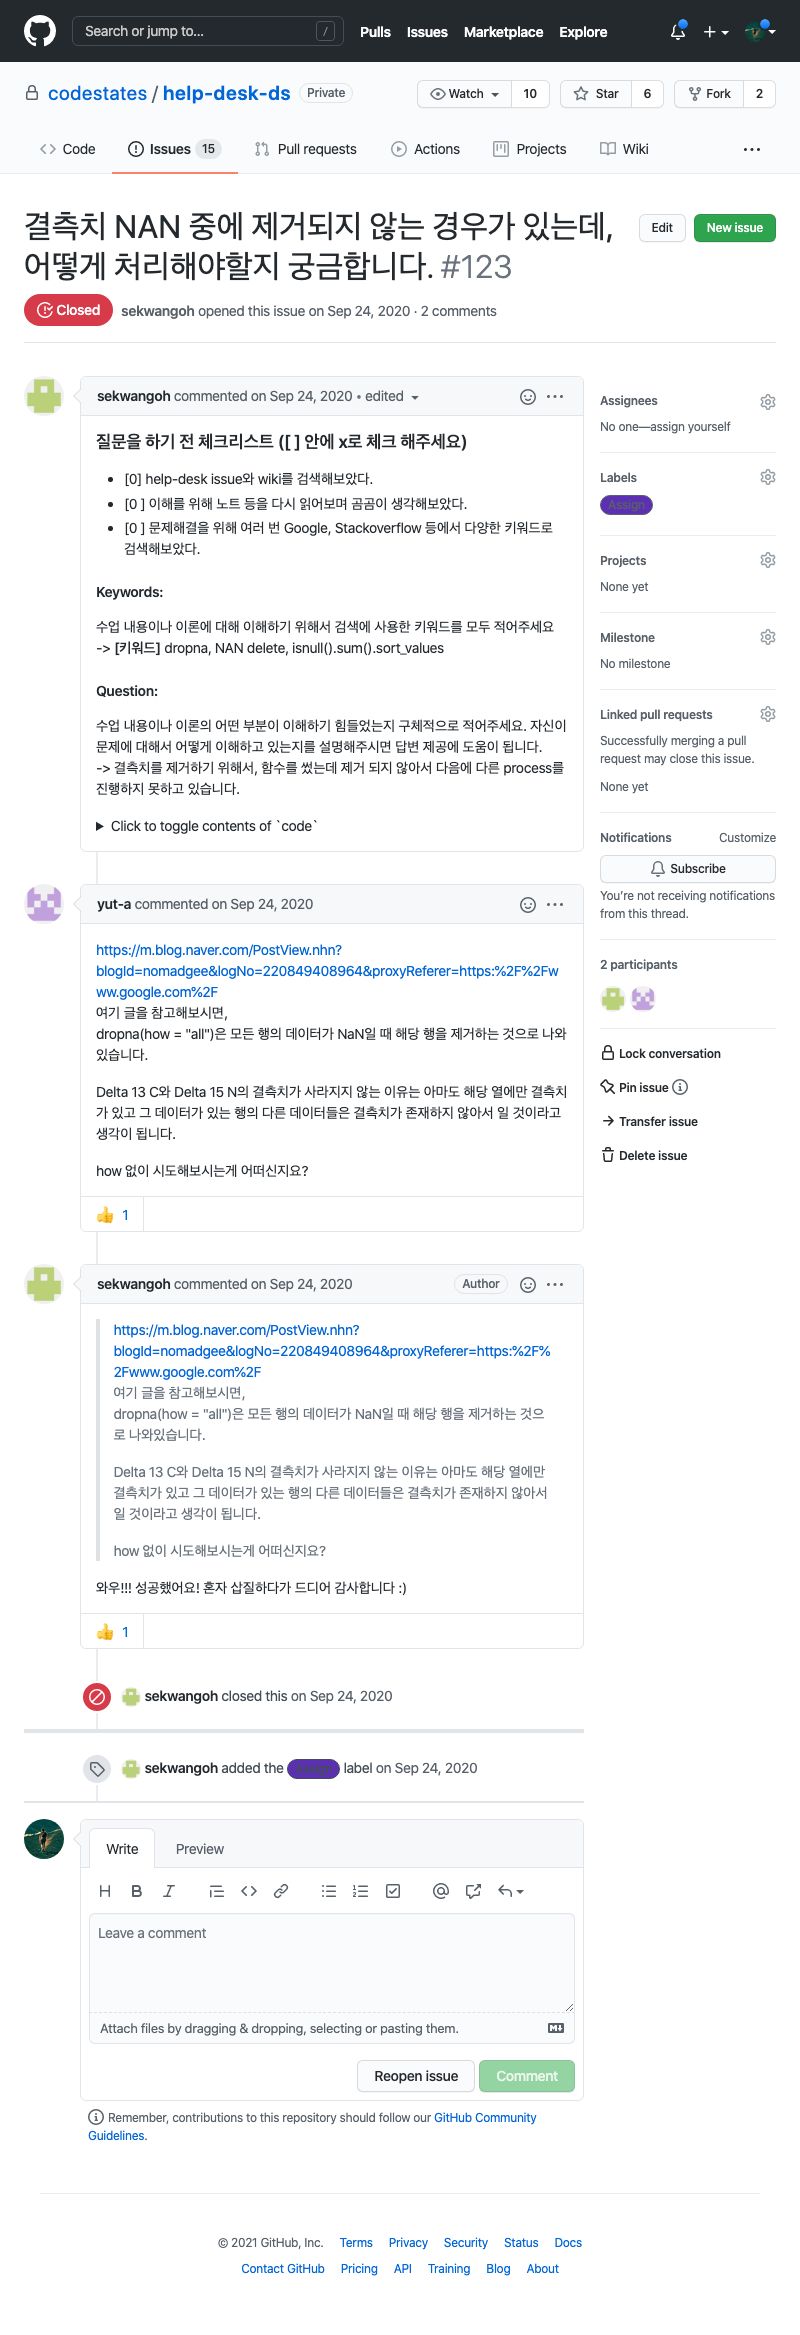 Search or jump to... /
Pulls Issues Marketplace Explore
codestates / help-desk-ds Private
Watch 10 Star 6 Fork 2
Code Issues 15 Pull requests Actions Projects Wiki ...
결측치 NAN 중에 제거되지 않는 경우가 있는데,
어떻게 처리해야할지 궁금합니다. #123
Edit New issue
Closed sekwangoh opened this issue on Sep 24, 2020 · 2 comments
sekwangoh commented on Sep 24, 2020 • edited
질문을 하기 전 체크리스트 ([ ] 안에 x로 체크 해주세요)
• [0] help-desk issue와 wiki를 검색해보았다.
• [0 ] 이해를 위해 노트 등을 다시 읽어보며 곰곰이 생각해보았다.
• [0 ] 문제해결을 위해 여러 번 Google, Stackoverflow 등에서 다양한 키워드로
검색해보았다.
Keywords:
수업 내용이나 이론에 대해 이해하기 위해서 검색에 사용한 키워드를 모두 적어주세요
-> [키워드] dropna, NAN delete, isnull().sum().sort_values
Question:
수업 내용이나 이론의 어떤 부분이 이해하기 힘들었는지 구체적으로 적어주세요. 자신이
문제에 대해서 어떻게 이해하고 있는지를 설명해주시면 답변 제공에 도움이 됩니다.
-> 결측치를 제거하기 위해서, 함수를 썼는데 제거 되지 않아서 다음에 다른 process를
진행하지 못하고 있습니다.
▶ Click to toggle contents of `code`
Assignees
No one—assign yourself
Labels
Assign
Projects
None yet
Milestone
No milestone
Linked pull requests
Successfully merging a pull
request may close this issue.
None yet
Notifications Customize
Subscribe
You're not receiving notifications
from this thread.
2 participants
Lock conversation
Pin issue
Transfer issue
Delete issue
yut-a commented on Sep 24, 2020
https://m.blog.naver.com/PostView.nhn?
blogId=nomadgee&logNo=220849408964&proxyReferer=https:%2F%2Fw
ww.google.com%2F
여기 글을 참고해보시면,
dropna(how = "all")은 모든 행의 데이터가 NaN일 때 해당 행을 제거하는 것으로 나와
있습니다.
Delta 13 C와 Delta 15 N의 결측치가 사라지지 않는 이유는 아마도 해당 열에만 결측치
가 있고 그 데이터가 있는 행의 다른 데이터들은 결측치가 존재하지 않아서 일 것이라고
생각이 됩니다.
how 없이 시도해보시는게 어떠신지요?
👍 1
sekwangoh commented on Sep 24, 2020 Author
https://m.blog.naver.com/PostView.nhn?
blogId=nomadgee&logNo=220849408964&proxyReferer=https:%2F%
2Fwww.google.com%2F
여기 글을 참고해보시면,
dropna(how = "all")은 모든 행의 데이터가 NaN일 때 해당 행을 제거하는 것으
로 나와있습니다.
Delta 13 C와 Delta 15 N의 결측치가 사라지지 않는 이유는 아마도 해당 열에만
결측치가 있고 그 데이터가 있는 행의 다른 데이터들은 결측치가 존재하지 않아서
일 것이라고 생각이 됩니다.
how 없이 시도해보시는게 어떠신지요?
와우!!! 성공했어요! 혼자 삽질하다가 드디어 감사합니다 :)
👍 1
sekwangoh closed this on Sep 24, 2020
sekwangoh added the Assign label on Sep 24, 2020
Write Preview
Leave a comment
Attach files by dragging & dropping, selecting or pasting them.
Reopen issue Comment
Remember, contributions to this repository should follow our GitHub Community
Guidelines.
© 2021 GitHub, Inc. Terms Privacy Security Status Docs
Contact GitHub Pricing API Training Blog About